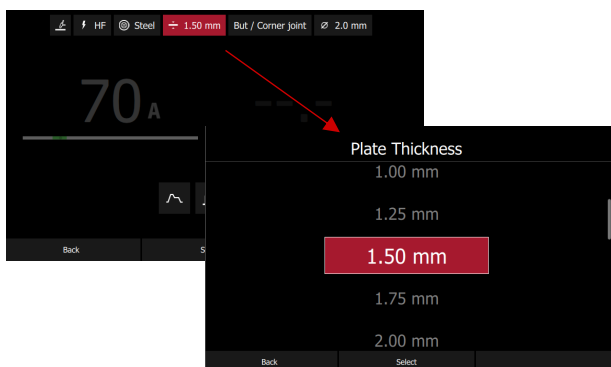 HF Steel 1.50 mm But / Corner joint ⌀ 2.0 mm
70 A
--.-
Back S
Plate Thickness
1.00 mm
1.25 mm
1.50 mm
1.75 mm
2.00 mm
Back Select